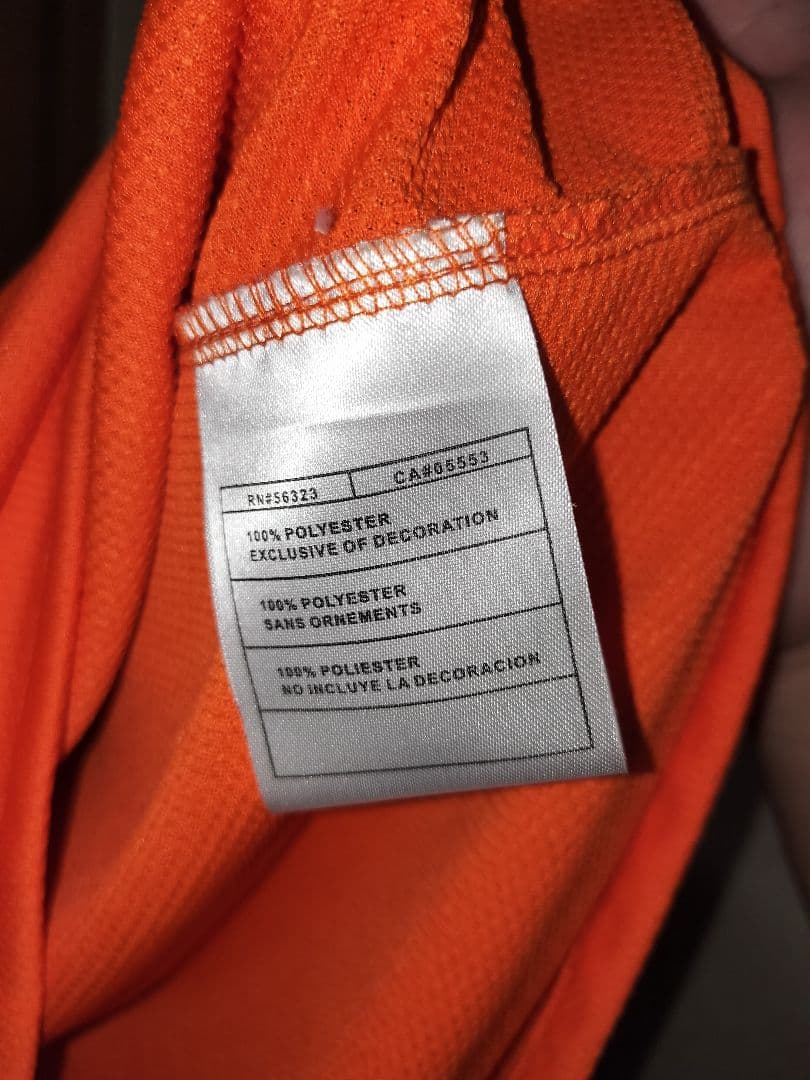 RN#56323 CA#05553
100% POLYESTER
EXCLUSIVE OF DECORATION
100% POLYESTER
SANS ORNEMENTS
100% POLIESTER
NO INCLUYE LA DECORACION